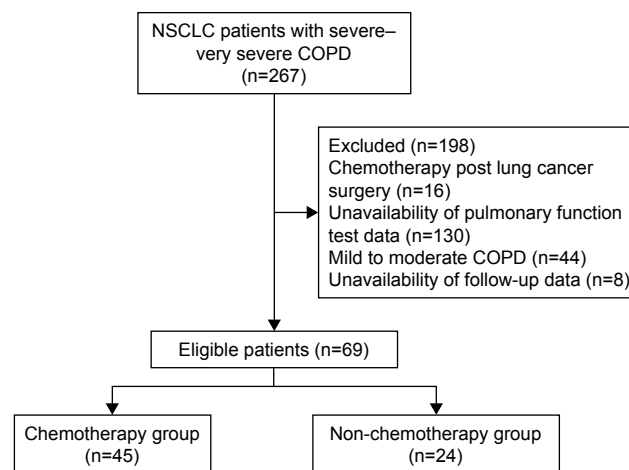 NSCLC patients with severe–
very severe COPD
(n=267)
Excluded (n=198)
Chemotherapy post lung cancer
surgery (n=16)
Unavailability of pulmonary function
test data (n=130)
Mild to moderate COPD (n=44)
Unavailability of follow-up data (n=8)
Eligible patients (n=69)
Chemotherapy group
(n=45)
Non-chemotherapy group
(n=24)